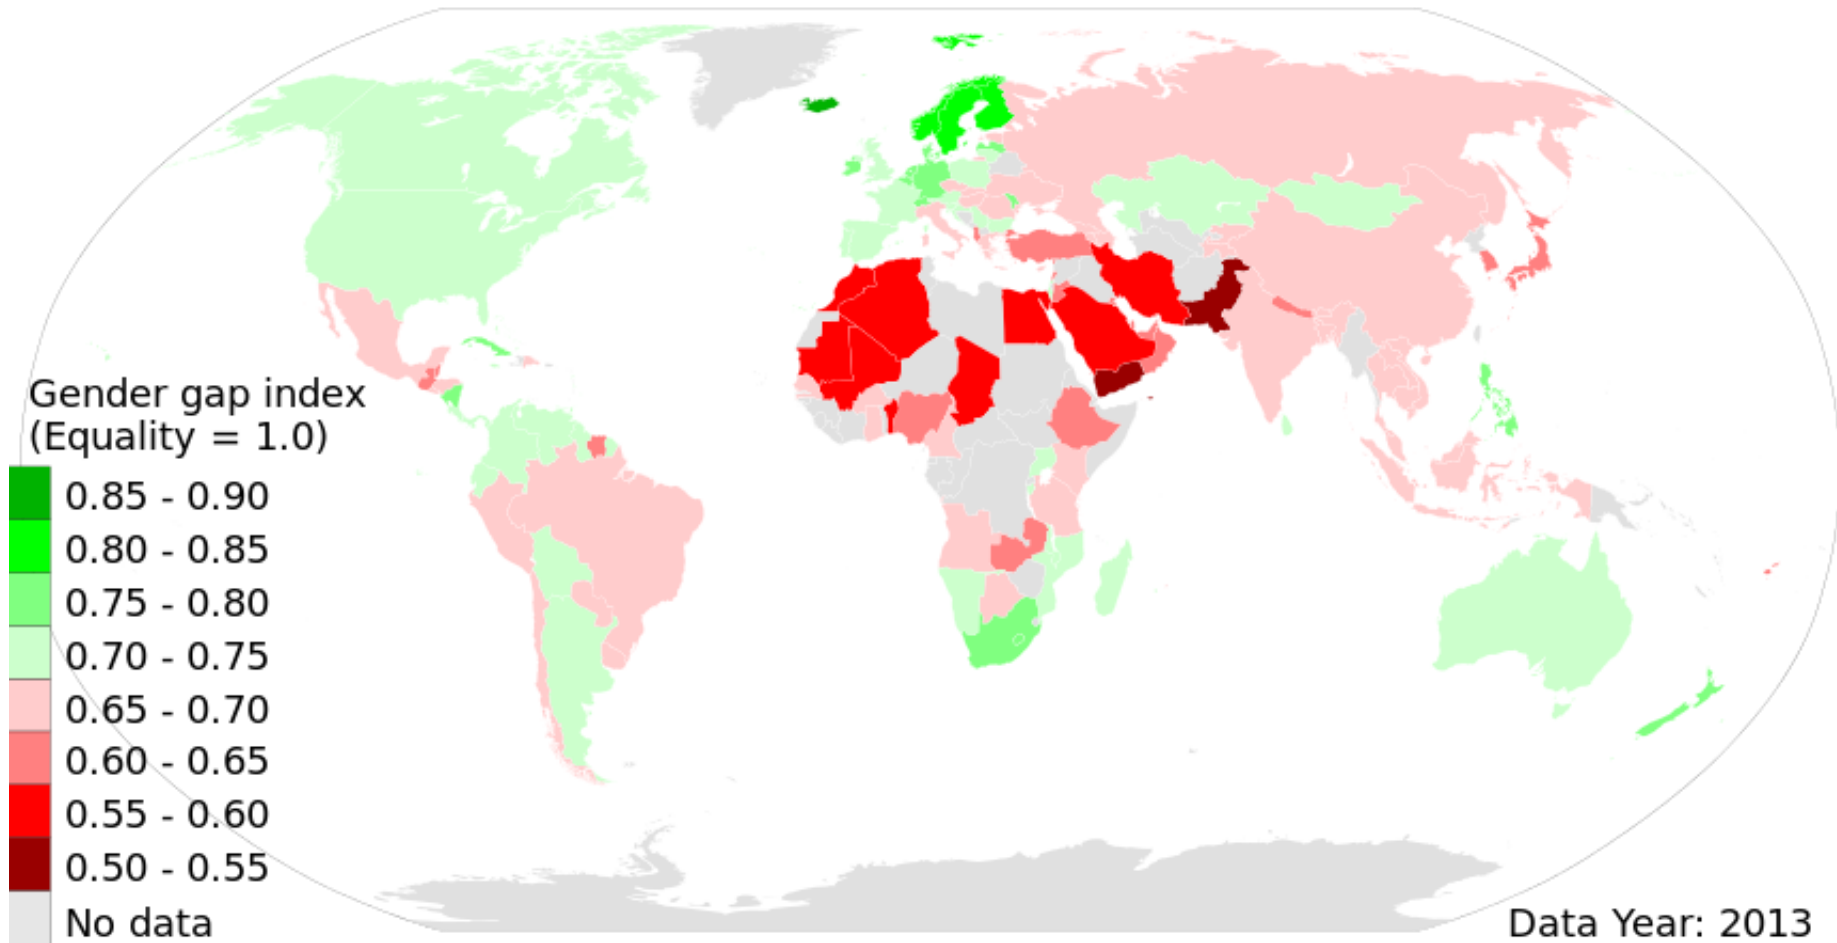 Gender gap index
(Equality = 1.0)
0.85 - 0.90
0.80 - 0.85
0.75 - 0.80
0.70 - 0.75
0.65 - 0.70
0.60 - 0.65
0.55 - 0.60
0.50 - 0.55
No data
Data Year: 2013